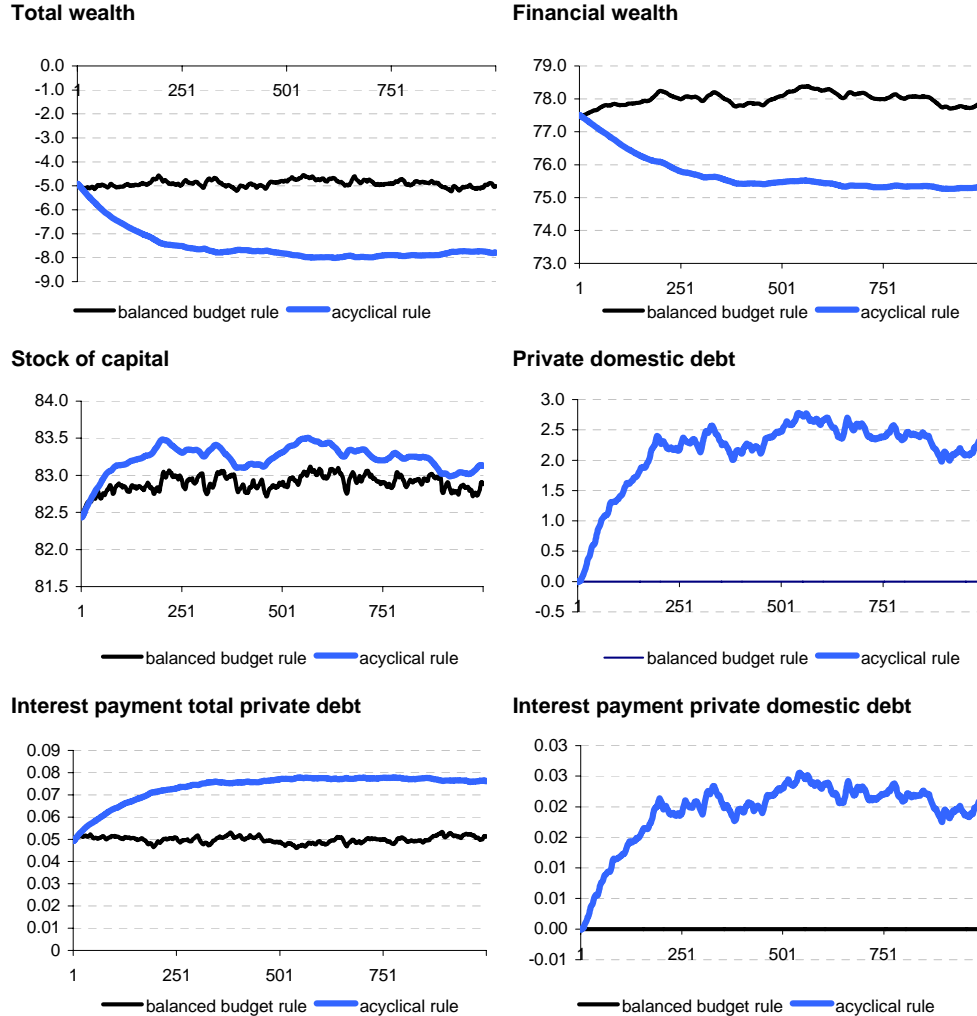 Total wealth
0.0
-1.0
-2.0
-3.0
-4.0
-5.0
-6.0
-7.0
-8.0
-9.0
1 251 501 751
balanced budget rule acyclical rule
Financial wealth
79.0
78.0
77.0
76.0
75.0
74.0
73.0
1 251 501 751
balanced budget rule acyclical rule
Stock of capital
84.0
83.5
83.0
82.5
82.0
81.5
1 251 501 751
balanced budget rule acyclical rule
Private domestic debt
3.0
2.5
2.0
1.5
1.0
0.5
0.0
-0.5
1 251 501 751
balanced budget rule acyclical rule
Interest payment total private debt
0.09
0.08
0.07
0.06
0.05
0.04
0.03
0.02
0.01
0
1 251 501 751
balanced budget rule acyclical rule
Interest payment private domestic debt
0.03
0.03
0.02
0.02
0.01
0.01
0.00
-0.01
1 251 501 751
balanced budget rule acyclical rule